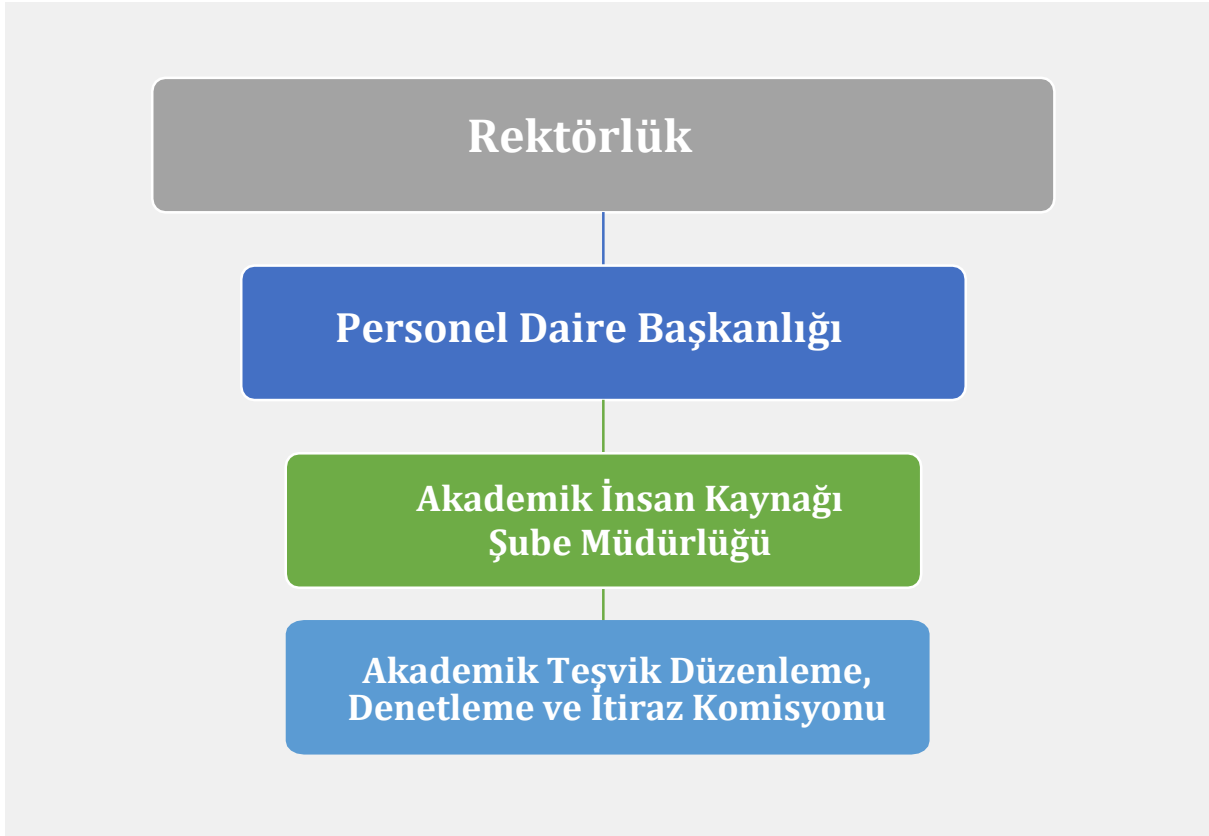 Rektörlük
Personel Daire Başkanlığı
Akademik İnsan Kaynağı
Şube Müdürlüğü
Akademik Teşvik Düzenleme,
Denetleme ve İtiraz Komisyonu